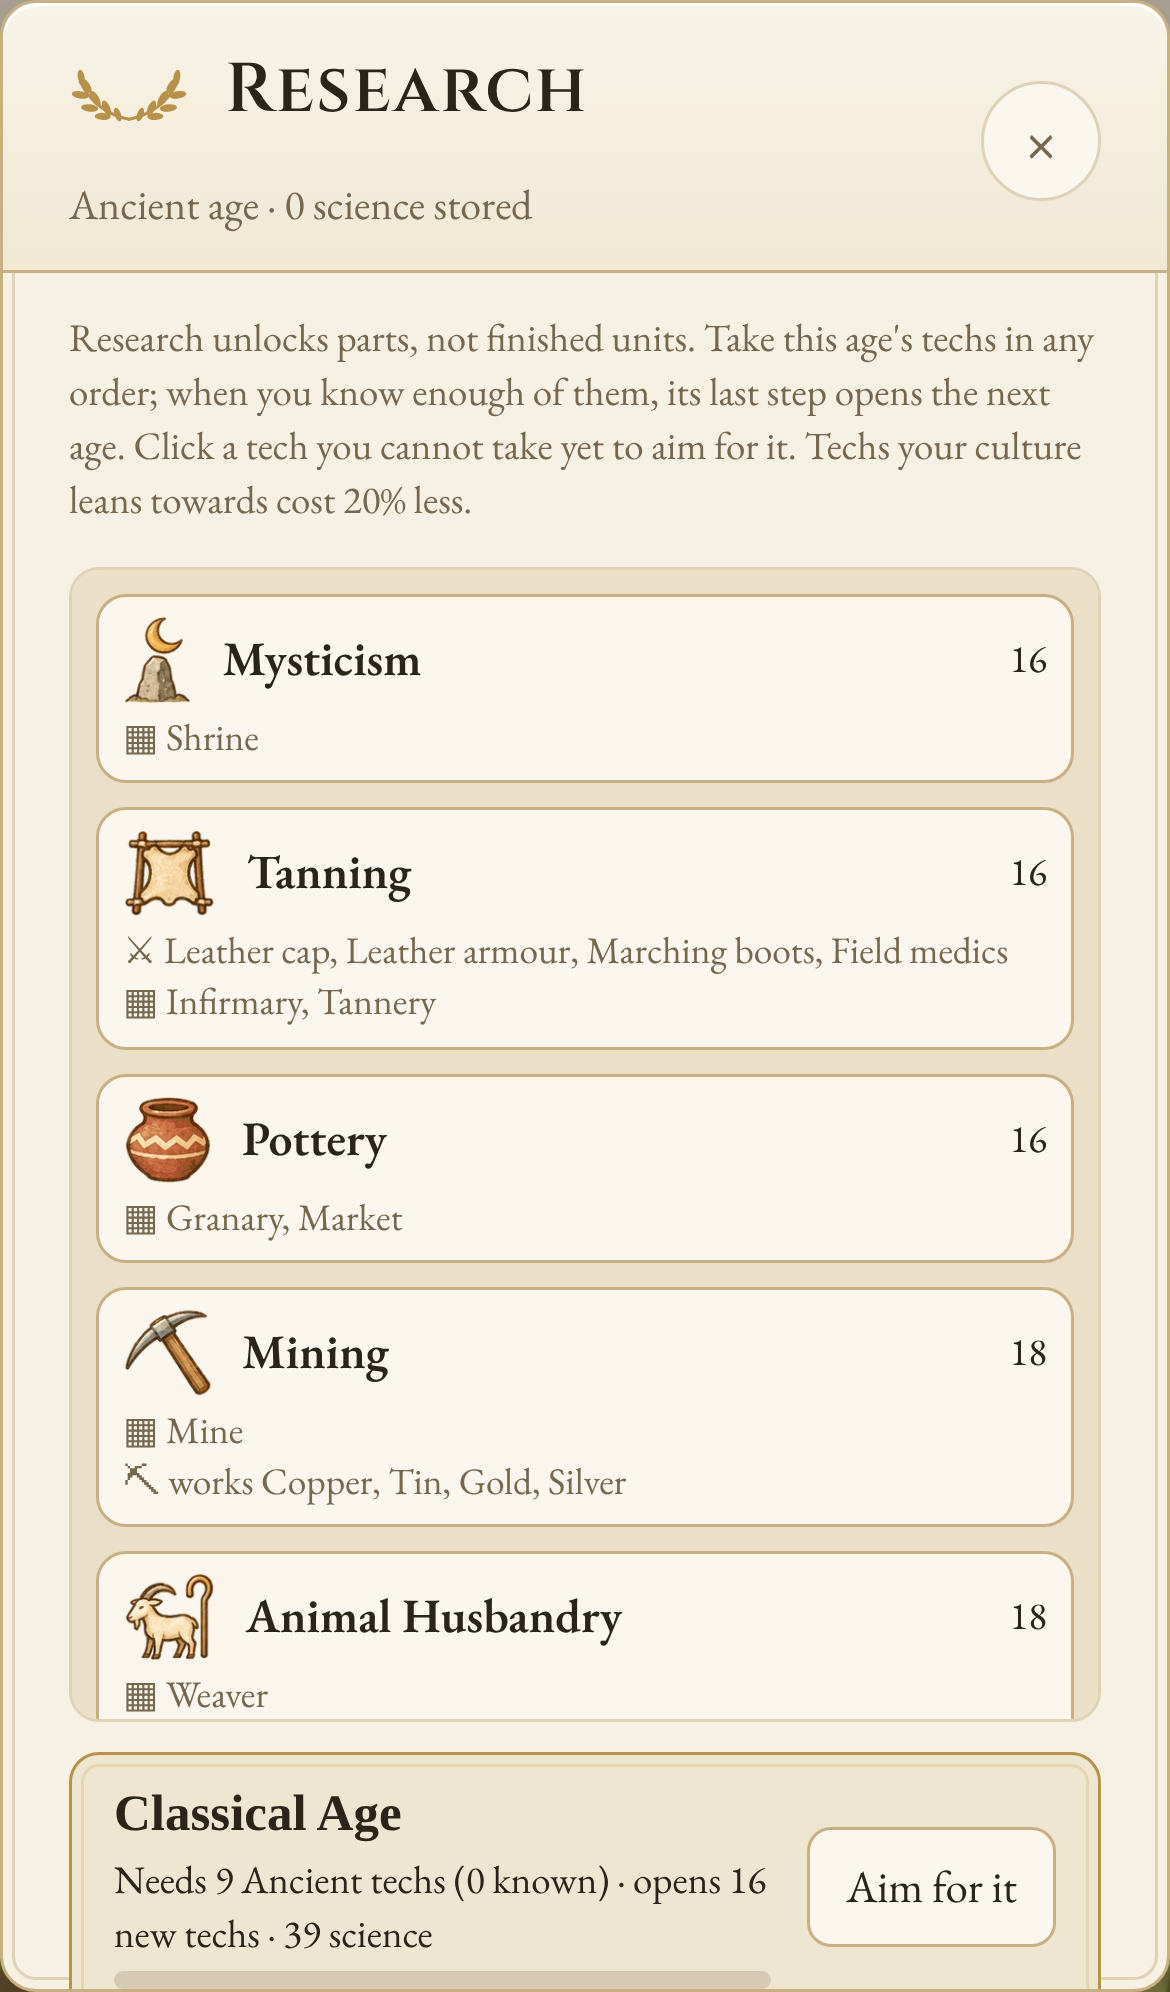 Research
×
Ancient age · 0 science stored
Research unlocks parts, not finished units. Take this age's techs in any
order; when you know enough of them, its last step opens the next
age. Click a tech you cannot take yet to aim for it. Techs your culture
leans towards cost 20% less.
Mysticism 16
▦ Shrine
Tanning 16
⚔ Leather cap, Leather armour, Marching boots, Field medics
▦ Infirmary, Tannery
Pottery 16
▦ Granary, Market
Mining 18
▦ Mine
⛏ works Copper, Tin, Gold, Silver
Animal Husbandry 18
▦ Weaver
Classical Age
Needs 9 Ancient techs (0 known) · opens 16
new techs · 39 science
Aim for it